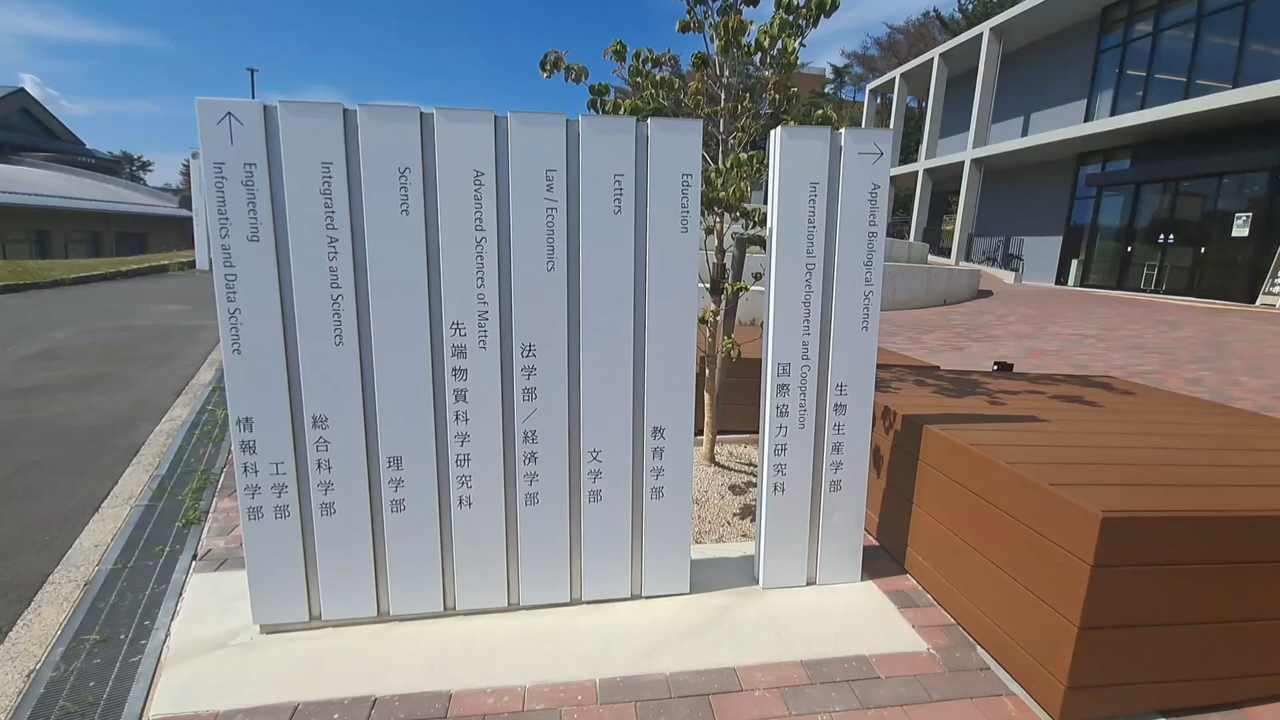 ↑
Engineering
Informatics and Data Science
工学部
情報科学部
Integrated Arts and Sciences
総合科学部
Science
理学部
Advanced Sciences of Matter
先端物質科学研究科
Law / Economics
法学部／経済学部
Letters
文学部
Education
教育学部
International Development and Cooperation
国際協力研究科
→
Applied Biological Science
生物生産学部